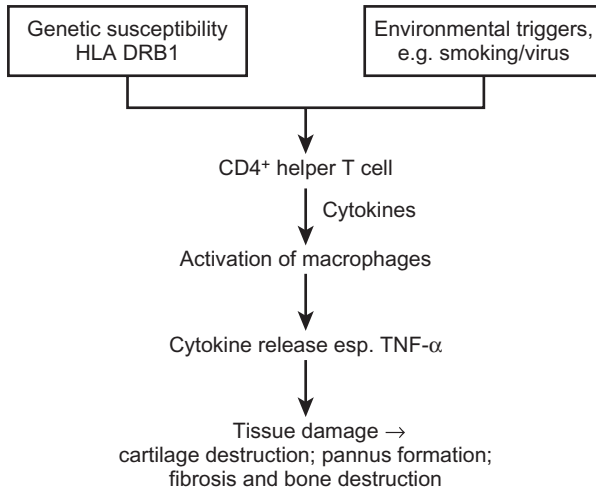 Genetic susceptibility
HLA DRB1
Environmental triggers,
e.g. smoking/virus
CD4⁺ helper T cell
Cytokines
Activation of macrophages
Cytokine release esp. TNF-α
Tissue damage →
cartilage destruction; pannus formation;
fibrosis and bone destruction